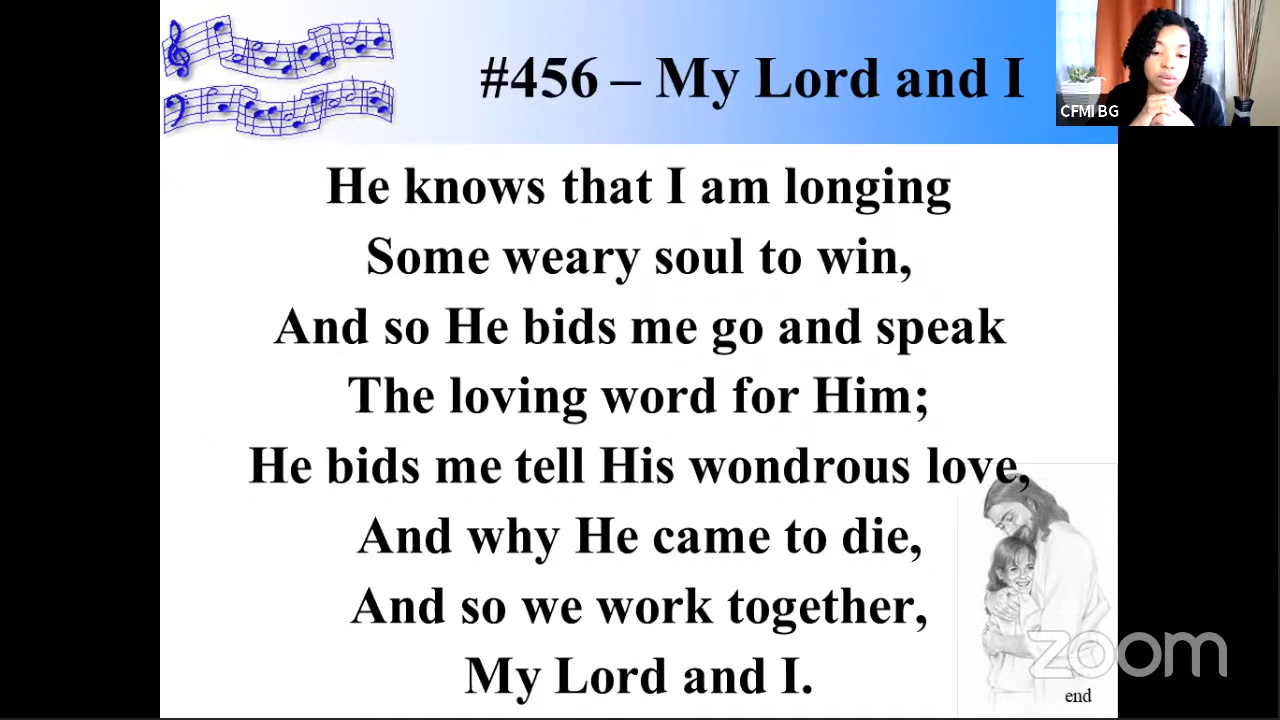 #456 – My Lord and I
CFMI BG
He knows that I am longing
Some weary soul to win,
And so He bids me go and speak
The loving word for Him;
He bids me tell His wondrous love,
And why He came to die,
And so we work together,
My Lord and I.
zoom
end